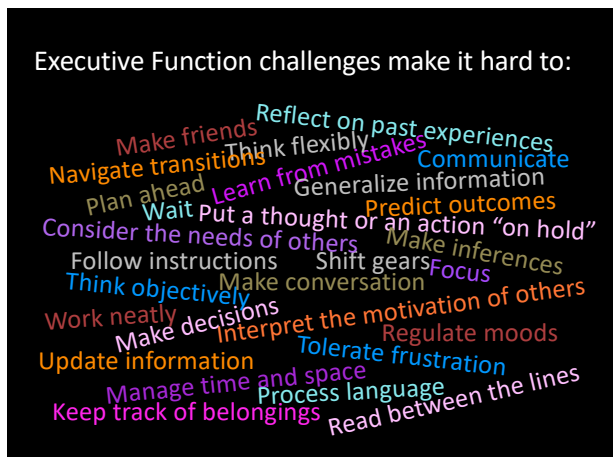 Executive Function challenges make it hard to:
Reflect on past experiences
Make friends
Think flexibly
Navigate transitions
Learn from mistakes
Communicate
Plan ahead
Generalize information
Wait
Predict outcomes
Put a thought or an action “on hold”
Consider the needs of others
Make inferences
Follow instructions
Shift gears
Focus
Think objectively
Make conversation
Work neatly
Make decisions
Interpret the motivation of others
Regulate moods
Update information
Tolerate frustration
Manage time and space
Process language
Keep track of belongings
Read between the lines